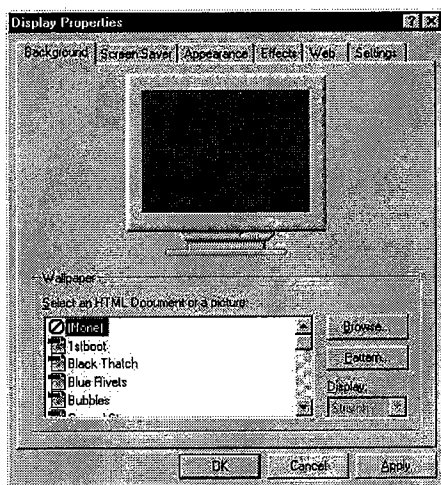 Display Properties
Background Screen Saver Appearance Effects Web Settings
Wallpaper
Select an HTML Document or a picture:
(None)
1stboot
Black Thatch
Blue Rivets
Bubbles
Browse...
Pattern...
Display:
OK Cancel Apply